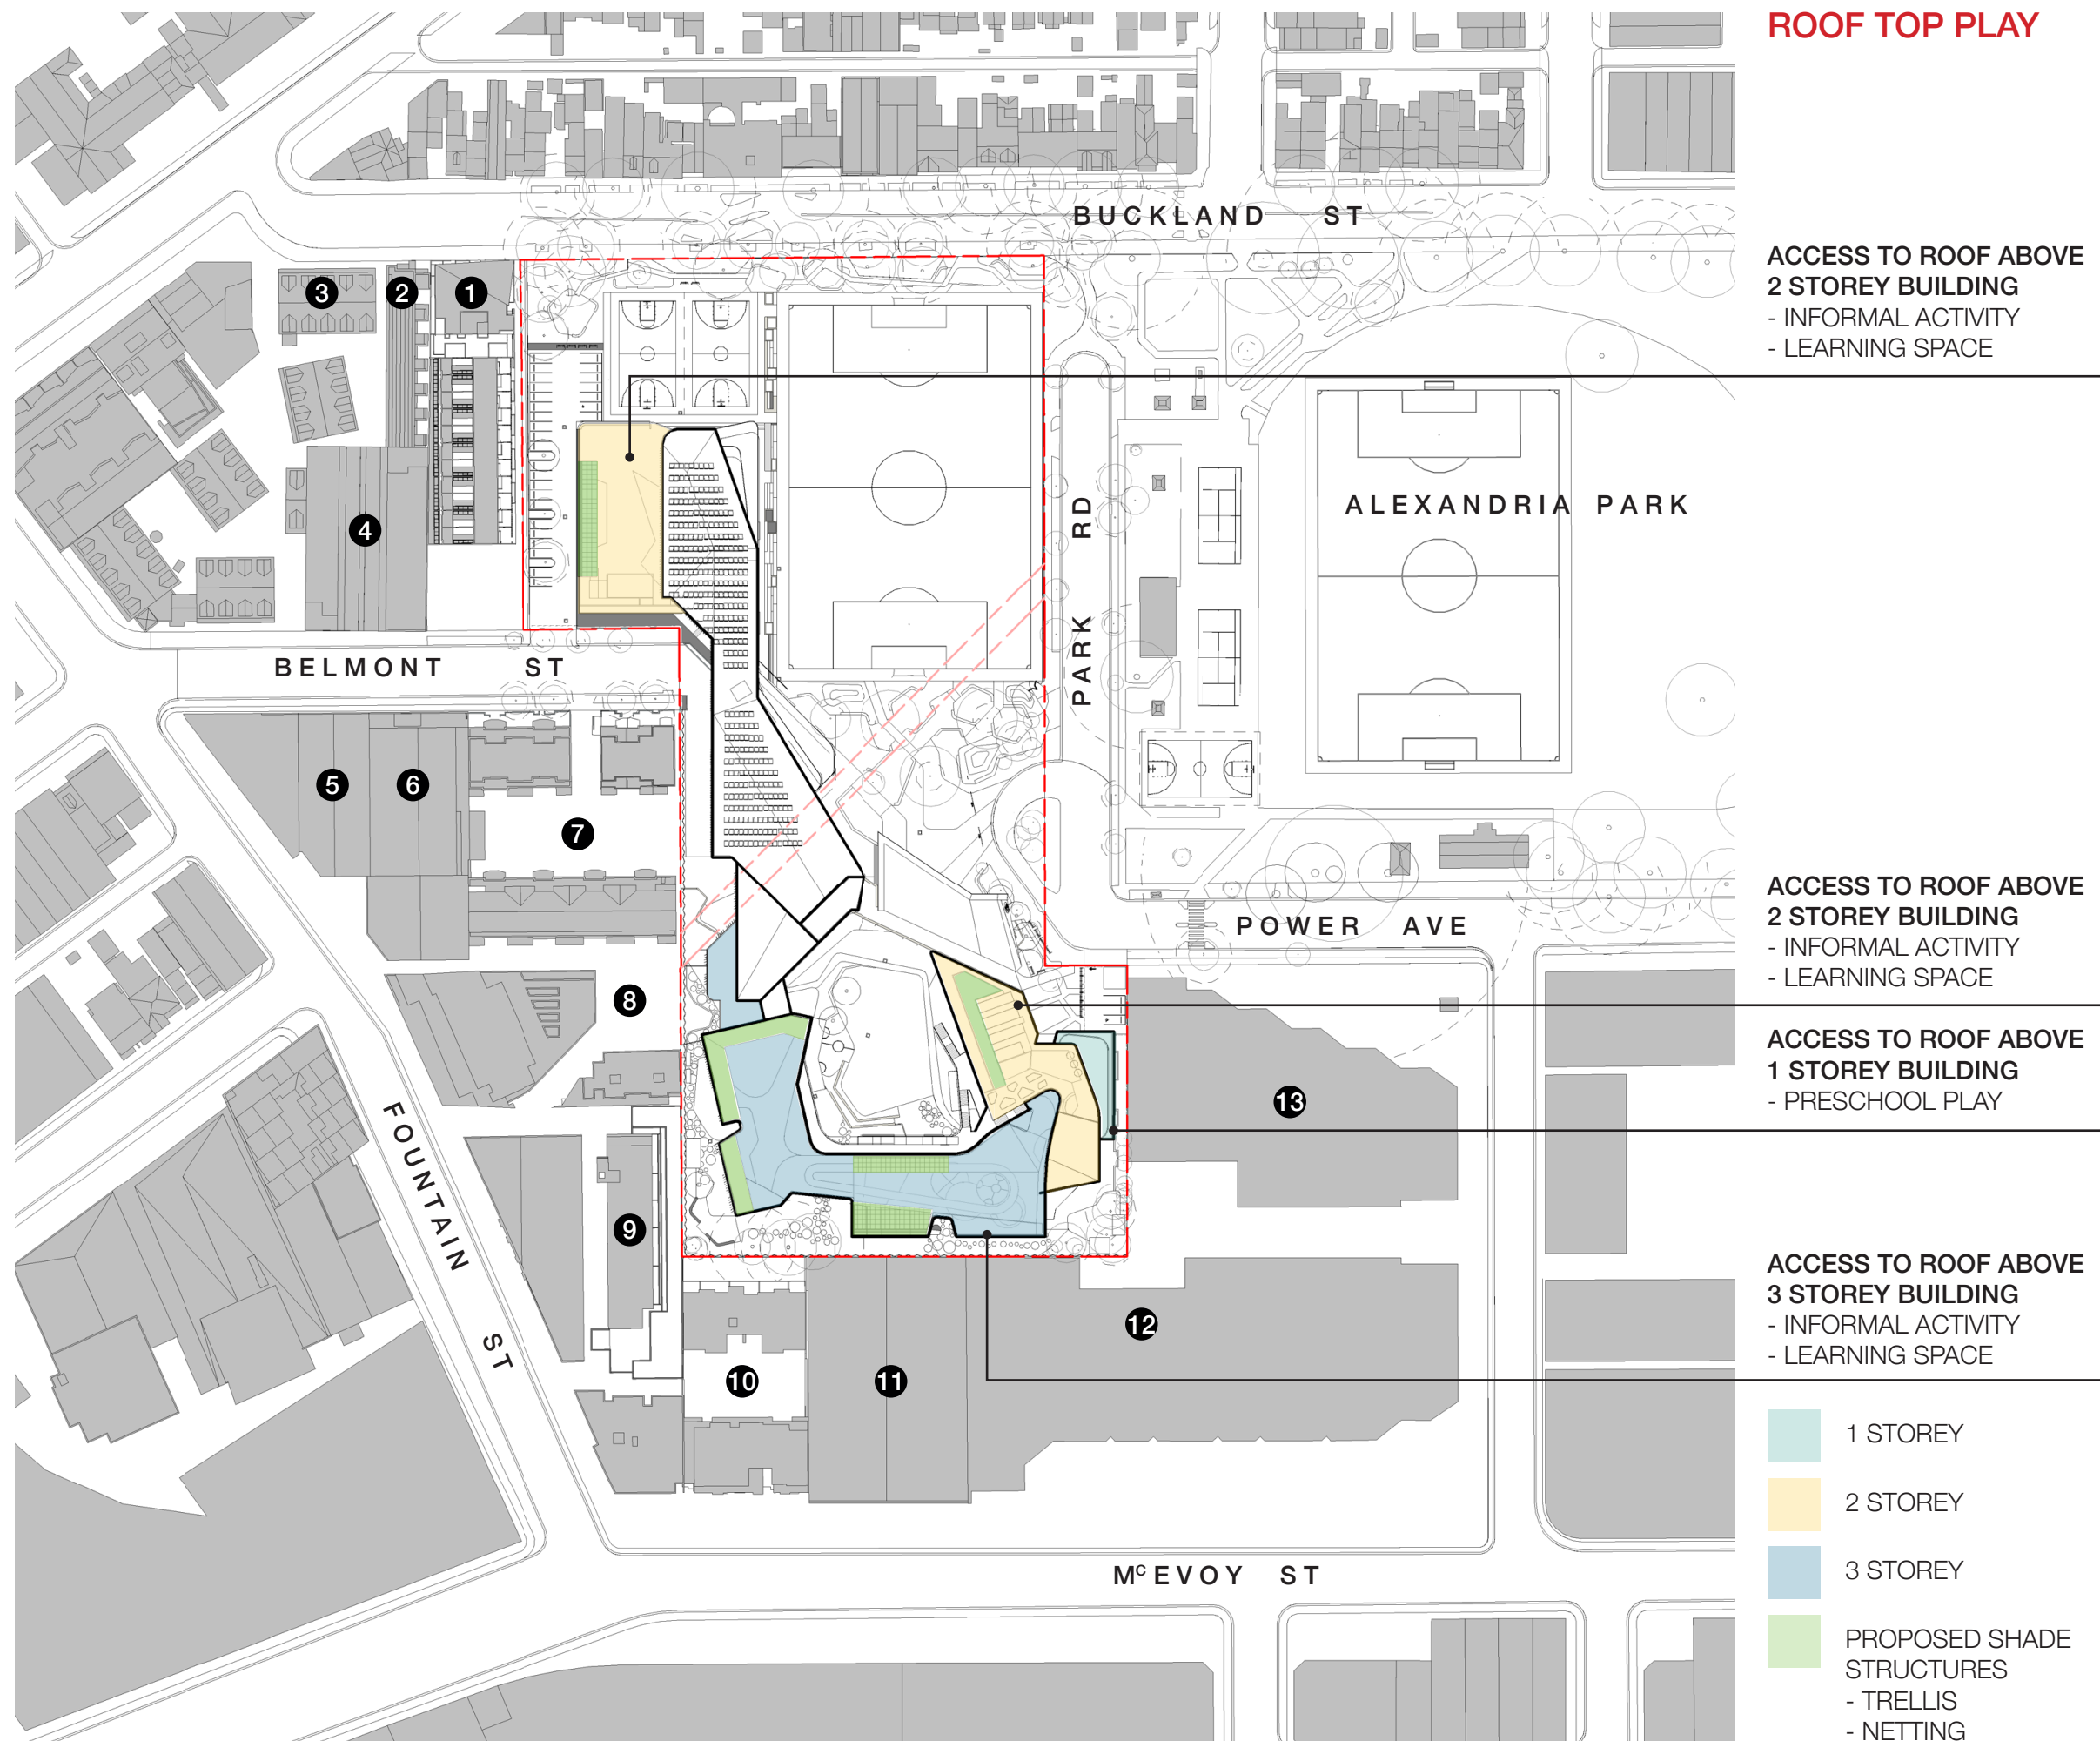 ROOF TOP PLAY
BUCKLAND ST
ACCESS TO ROOF ABOVE
2 STOREY BUILDING
- INFORMAL ACTIVITY
- LEARNING SPACE
3
2
1
ALEXANDRIA PARK
4
PARK RD
BELMONT ST
5
6
7
ACCESS TO ROOF ABOVE
2 STOREY BUILDING
- INFORMAL ACTIVITY
- LEARNING SPACE
POWER AVE
8
ACCESS TO ROOF ABOVE
1 STOREY BUILDING
- PRESCHOOL PLAY
13
FOUNTAIN ST
9
ACCESS TO ROOF ABOVE
3 STOREY BUILDING
- INFORMAL ACTIVITY
- LEARNING SPACE
12
10
11
1 STOREY
2 STOREY
3 STOREY
McEVOY ST
PROPOSED SHADE
STRUCTURES
- TRELLIS
- NETTING